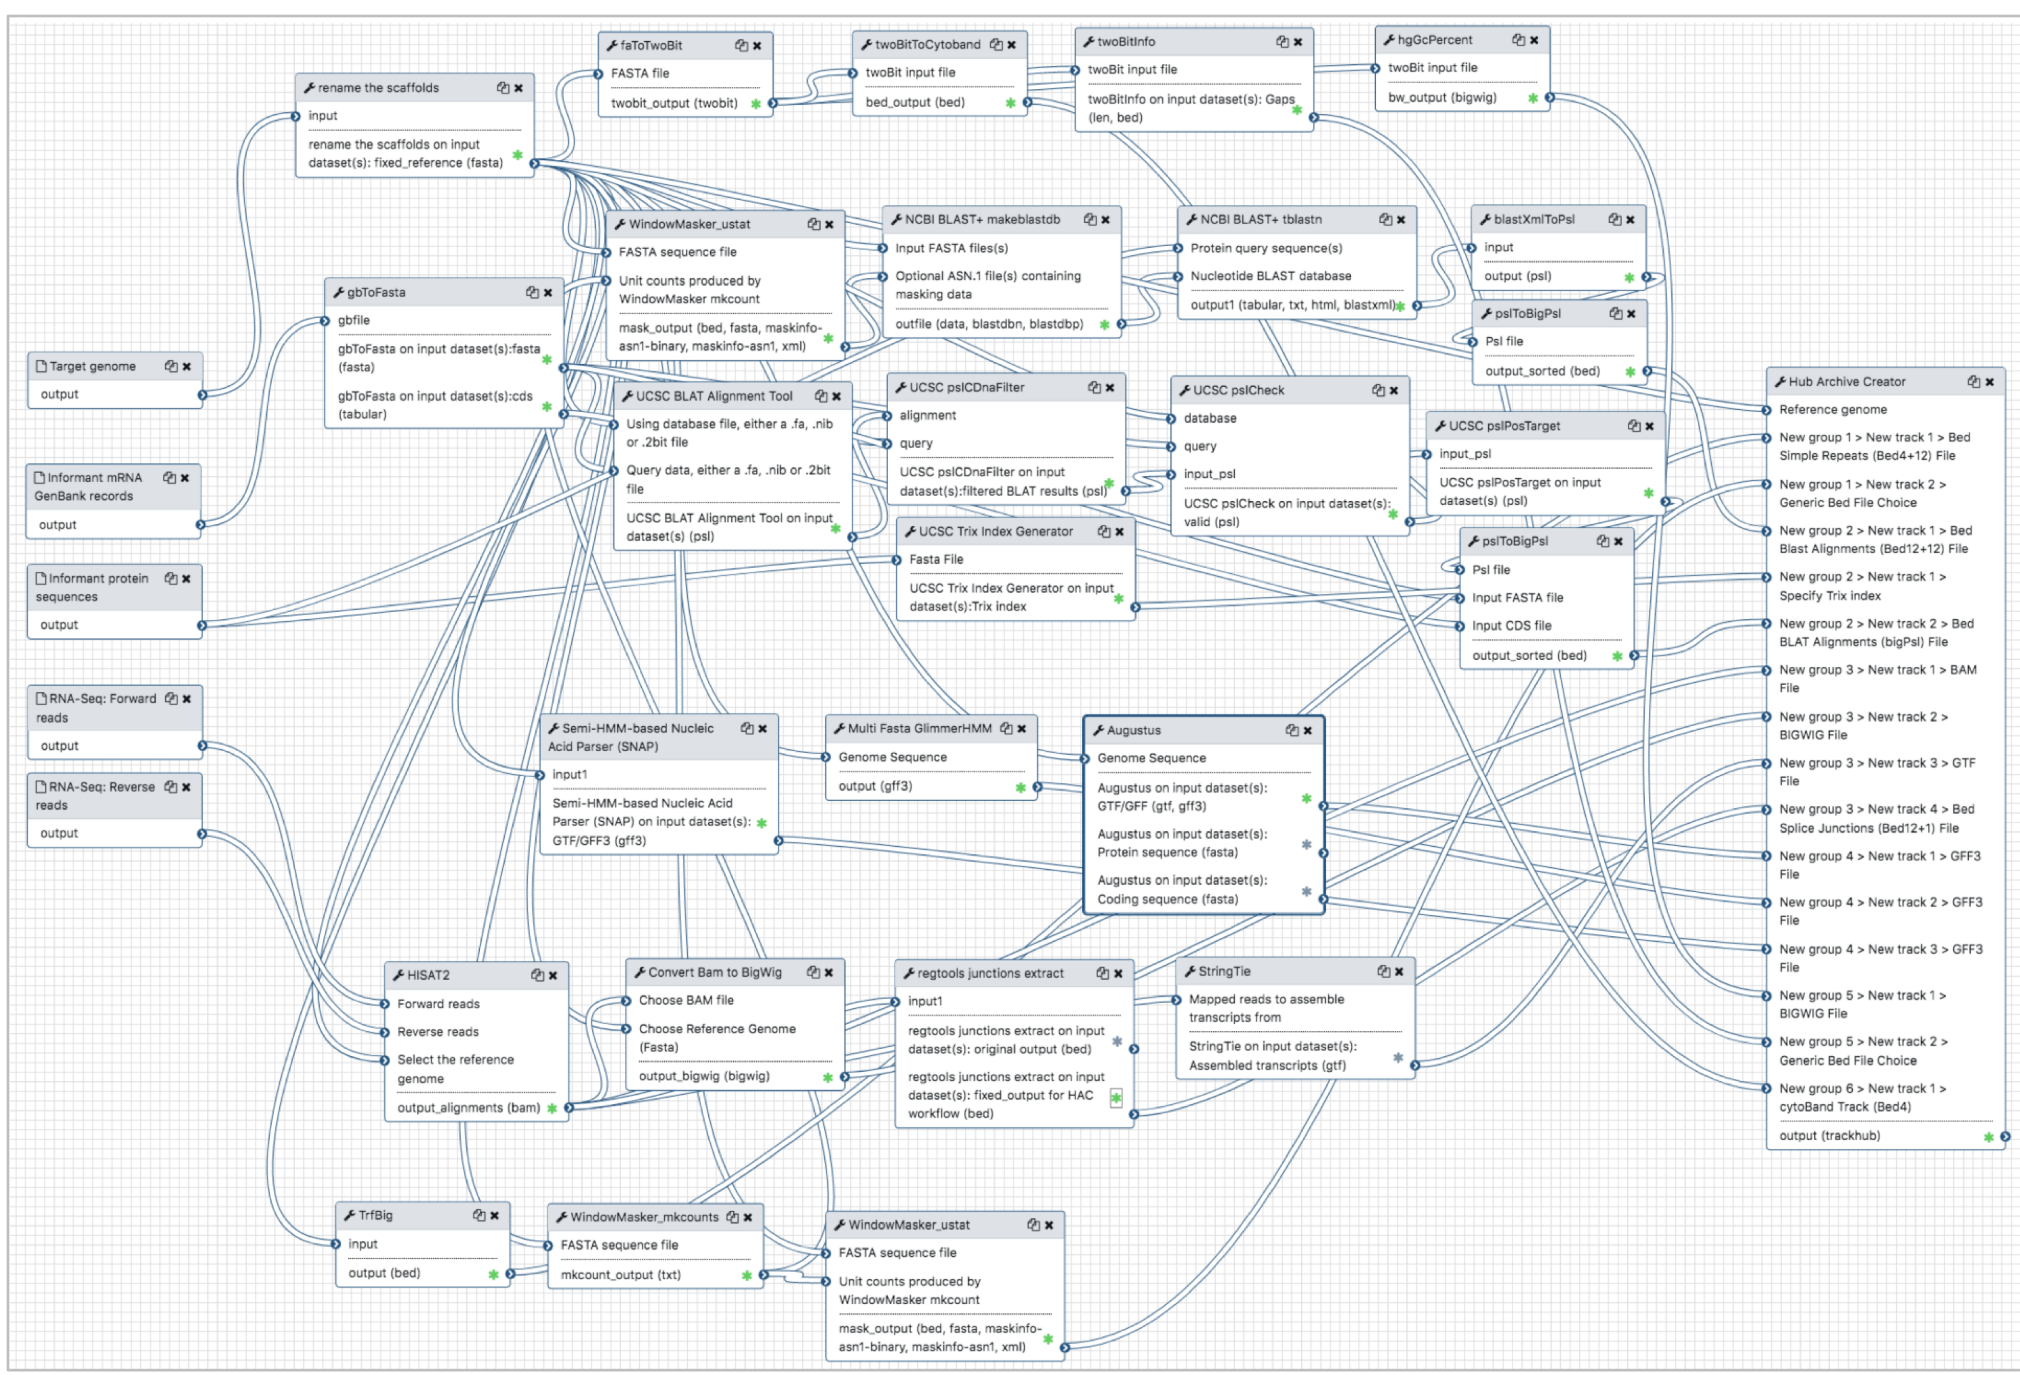 faToTwoBit
FASTA file
twobit_output (twobit)
twoBitToCytoband
twoBit input file
bed_output (bed)
twoBitInfo
twoBit input file
twoBitInfo on input dataset(s): Gaps
(len, bed)
hgGcPercent
twoBit input file
bw_output (bigwig)
rename the scaffolds
input
rename the scaffolds on input
dataset(s): fixed_reference (fasta)
WindowMasker_ustat
FASTA sequence file
Unit counts produced by
WindowMasker mkcount
mask_output (bed, fasta, maskinfo-
asn1-binary, maskinfo-asn1, xml)
NCBI BLAST+ makeblastdb
Input FASTA files(s)
Optional ASN.1 file(s) containing
masking data
outfile (data, blastdbn, blastdbp)
NCBI BLAST+ tblastn
Protein query sequence(s)
Nucleotide BLAST database
output1 (tabular, txt, html, blastxml)
blastXmlToPsl
input
output (psl)
pslToBigPsl
Psl file
output_sorted (bed)
gbToFasta
gbfile
gbToFasta on input dataset(s):fasta
(fasta)
gbToFasta on input dataset(s):cds
(tabular)
Target genome
output
Informant mRNA
GenBank records
output
Informant protein
sequences
output
RNA-Seq: Forward
reads
output
RNA-Seq: Reverse
reads
output
UCSC BLAT Alignment Tool
Using database file, either a .fa, .nib
or .2bit file
Query data, either a .fa, .nib or .2bit
file
UCSC BLAT Alignment Tool on input
dataset(s) (psl)
UCSC pslCDnaFilter
alignment
query
UCSC pslCDnaFilter on input
dataset(s):filtered BLAT results (psl)
UCSC pslCheck
database
query
input_psl
UCSC pslCheck on input dataset(s):
valid (psl)
UCSC pslPosTarget
input_psl
UCSC pslPosTarget on input
dataset(s) (psl)
UCSC Trix Index Generator
Fasta File
UCSC Trix Index Generator on input
dataset(s):Trix index
pslToBigPsl
Psl file
Input FASTA file
Input CDS file
output_sorted (bed)
Semi-HMM-based Nucleic
Acid Parser (SNAP)
input1
Semi-HMM-based Nucleic Acid
Parser (SNAP) on input dataset(s):
GTF/GFF3 (gff3)
Multi Fasta GlimmerHMM
Genome Sequence
output (gff3)
Augustus
Genome Sequence
Augustus on input dataset(s):
GTF/GFF (gtf, gff3)
Augustus on input dataset(s):
Protein sequence (fasta)
Augustus on input dataset(s):
Coding sequence (fasta)
HISAT2
Forward reads
Reverse reads
Select the reference
genome
output_alignments (bam)
Convert Bam to BigWig
Choose BAM file
Choose Reference Genome
(Fasta)
output_bigwig (bigwig)
regtools junctions extract
input1
regtools junctions extract on input
dataset(s): original output (bed)
regtools junctions extract on input
dataset(s): fixed_output for HAC
workflow (bed)
StringTie
Mapped reads to assemble
transcripts from
StringTie on input dataset(s):
Assembled transcripts (gtf)
TrfBig
input
output (bed)
WindowMasker_mkcounts
FASTA sequence file
mkcount_output (txt)
WindowMasker_ustat
FASTA sequence file
Unit counts produced by
WindowMasker mkcount
mask_output (bed, fasta, maskinfo-
asn1-binary, maskinfo-asn1, xml)
Hub Archive Creator
Reference genome
New group 1 > New track 1 > Bed
Simple Repeats (Bed4+12) File
New group 1 > New track 2 >
Generic Bed File Choice
New group 2 > New track 1 > Bed
Blast Alignments (Bed12+12) File
New group 2 > New track 1 >
Specify Trix index
New group 2 > New track 2 > Bed
BLAT Alignments (bigPsl) File
New group 3 > New track 1 > BAM
File
New group 3 > New track 2 >
BIGWIG File
New group 3 > New track 3 > GTF
File
New group 3 > New track 4 > Bed
Splice Junctions (Bed12+1) File
New group 4 > New track 1 > GFF3
File
New group 4 > New track 2 > GFF3
File
New group 4 > New track 3 > GFF3
File
New group 5 > New track 1 >
BIGWIG File
New group 5 > New track 2 >
Generic Bed File Choice
New group 6 > New track 1 >
cytoBand Track (Bed4)
output (trackhub)